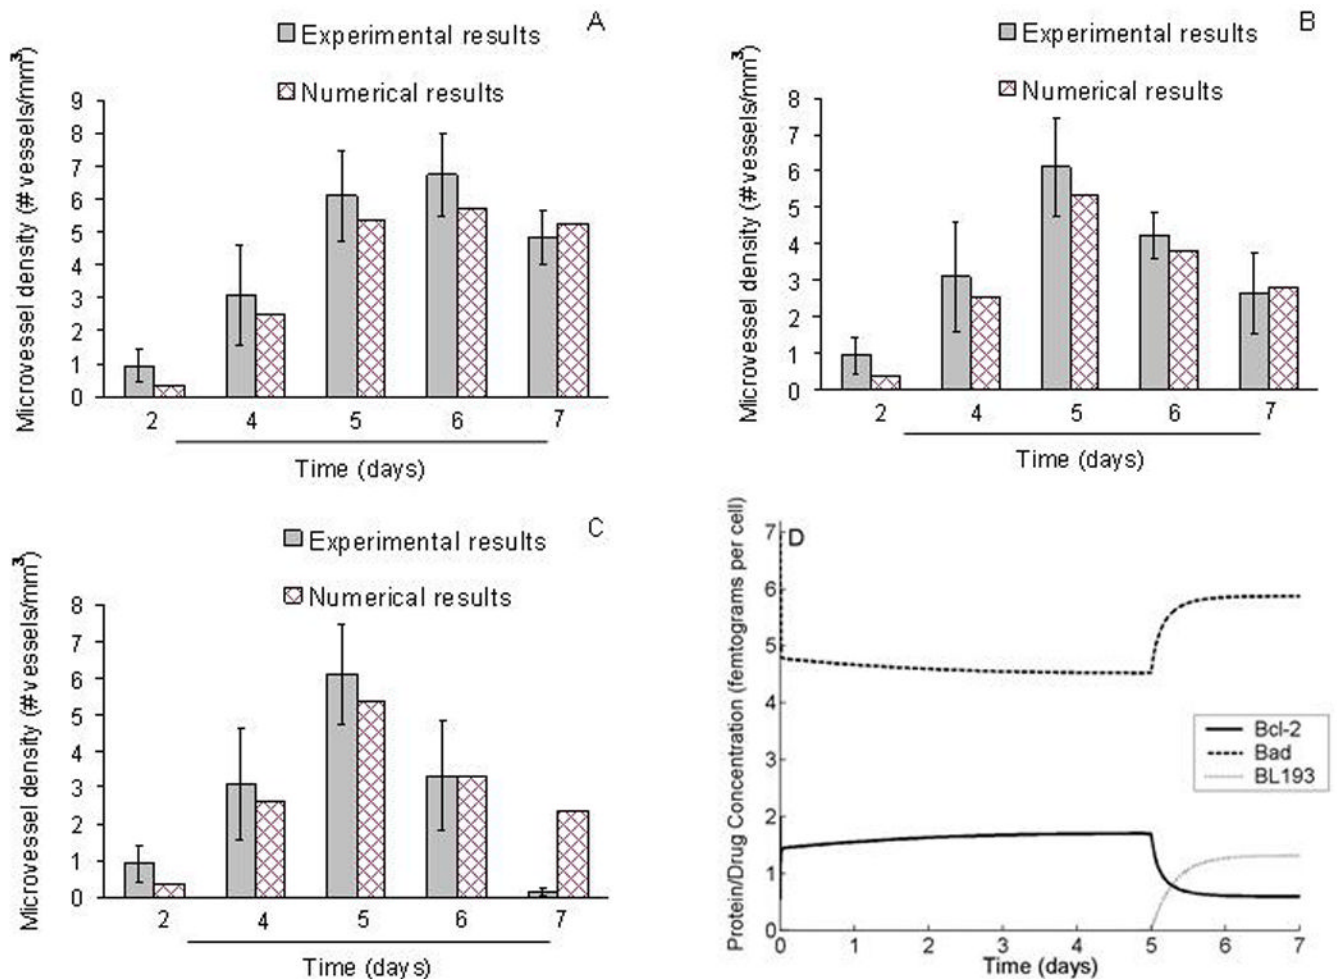 A
Experimental results
Numerical results
Microvessel density (# vessels/mm³)
9
8
7
6
5
4
3
2
1
0
2 4 5 6 7
Time (days)
B
Experimental results
Numerical results
Microvessel density (# vessels/mm³)
8
7
6
5
4
3
2
1
0
2 4 5 6 7
Time (days)
C
Experimental results
Numerical results
Microvessel density (# vessels/mm³)
8
7
6
5
4
3
2
1
0
2 4 5 6 7
Time (days)
D
Protein/Drug Concentration (femtograms per cell)
7
6
5
4
3
2
1
0
0 1 2 3 4 5 6 7
Time (days)
Bcl-2
Bad
BL193